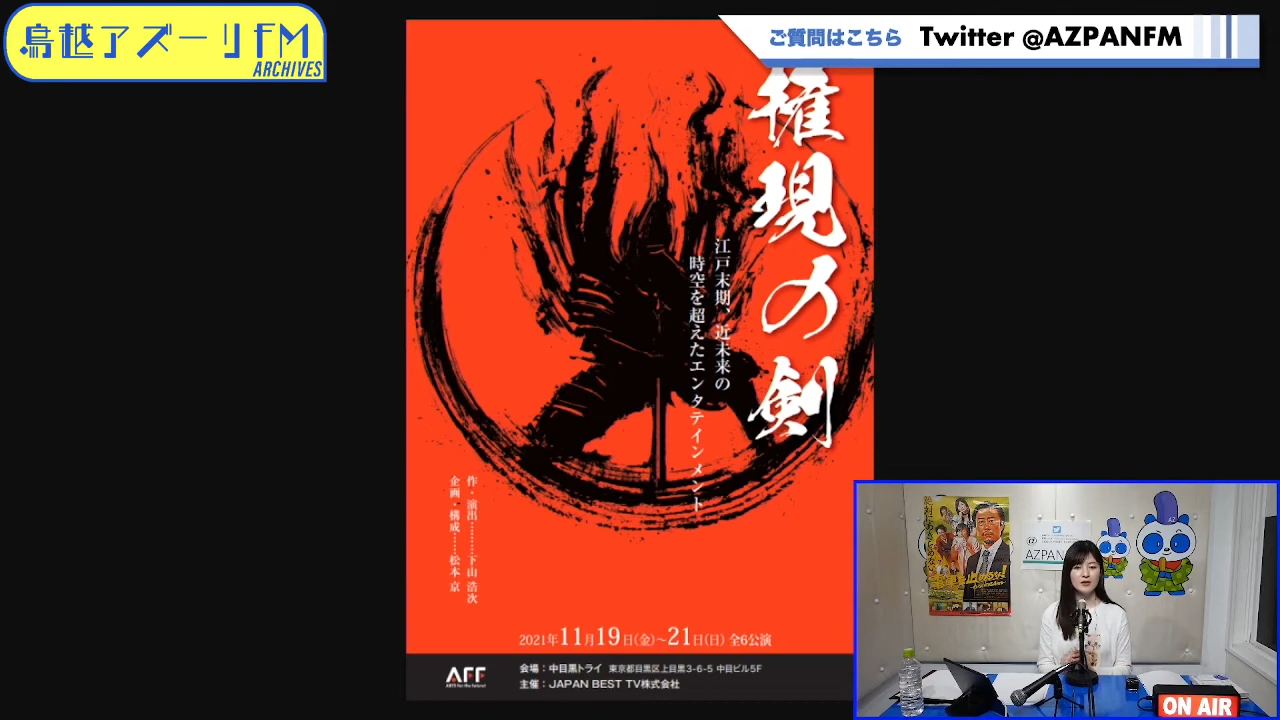 鳥越アズーリFM
ARCHIVES
ご質問はこちら Twitter @AZPANFM
権現の剣
江戸末期、近未来の
時空を超えたエンタテインメント
作・演出………下山 浩次
企画・構成……松本 京
2021年11月19日(金)~21日(日) 全6公演
AFF
ARTS for the future!
会場:中目黒トライ 東京都目黒区上目黒3-6-5 中目ビル5F
主催:JAPAN BEST TV株式会社
AZPAN
AZ
ON AIR